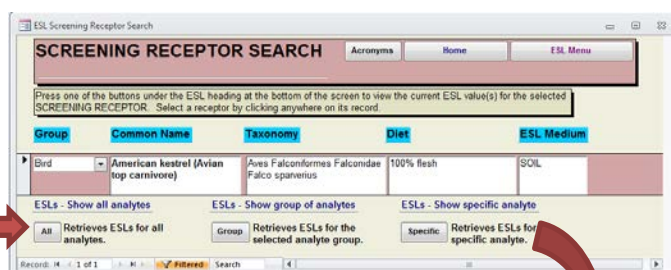 ESL Screening Receptor Search
SCREENING RECEPTOR SEARCH
Acronyms
Home
ESL Menu
Press one of the buttons under the ESL heading at the bottom of the screen to view the current ESL value(s) for the selected
SCREENING RECEPTOR. Select a receptor by clicking anywhere on its record.
Group Common Name Taxonomy Diet ESL Medium
Bird
American kestrel (Avian
top carnivore)
Aves Falconiformes Falconidae
Falco sparverius
100% flesh
SOIL
ESLs - Show all analytes
ESLs - Show group of analytes
ESLs - Show specific analyte
All
Retrieves ESLs for all
analytes.
Group
Retrieves ESLs for the
selected analyte group.
Specific
Retrieves ESLs for
specific analyte.
Record: 1 of 1 Filtered Search